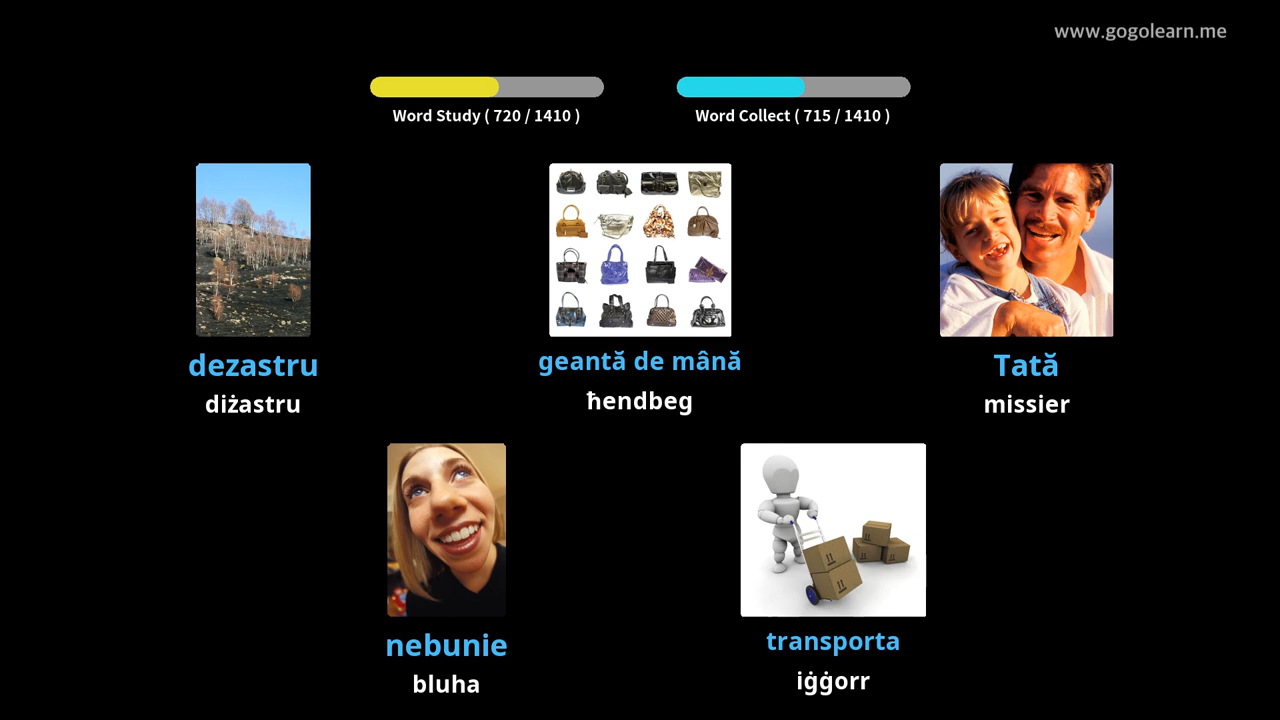 www.gogolearn.me
Word Study ( 720 / 1410 )
Word Collect ( 715 / 1410 )
dezastru
diżastru
geantă de mână
ħendbeg
Tată
missier
nebunie
bluha
transporta
iġġorr